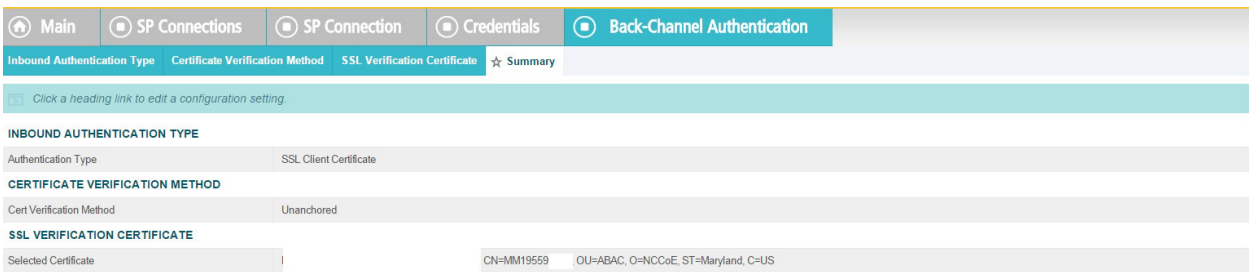 Main SP Connections SP Connection Credentials Back-Channel Authentication
Inbound Authentication Type Certificate Verification Method SSL Verification Certificate Summary
Click a heading link to edit a configuration setting.
INBOUND AUTHENTICATION TYPE
Authentication Type SSL Client Certificate
CERTIFICATE VERIFICATION METHOD
Cert Verification Method Unanchored
SSL VERIFICATION CERTIFICATE
Selected Certificate CN=MM19559 , OU=ABAC, O=NCCoE, ST=Maryland, C=US